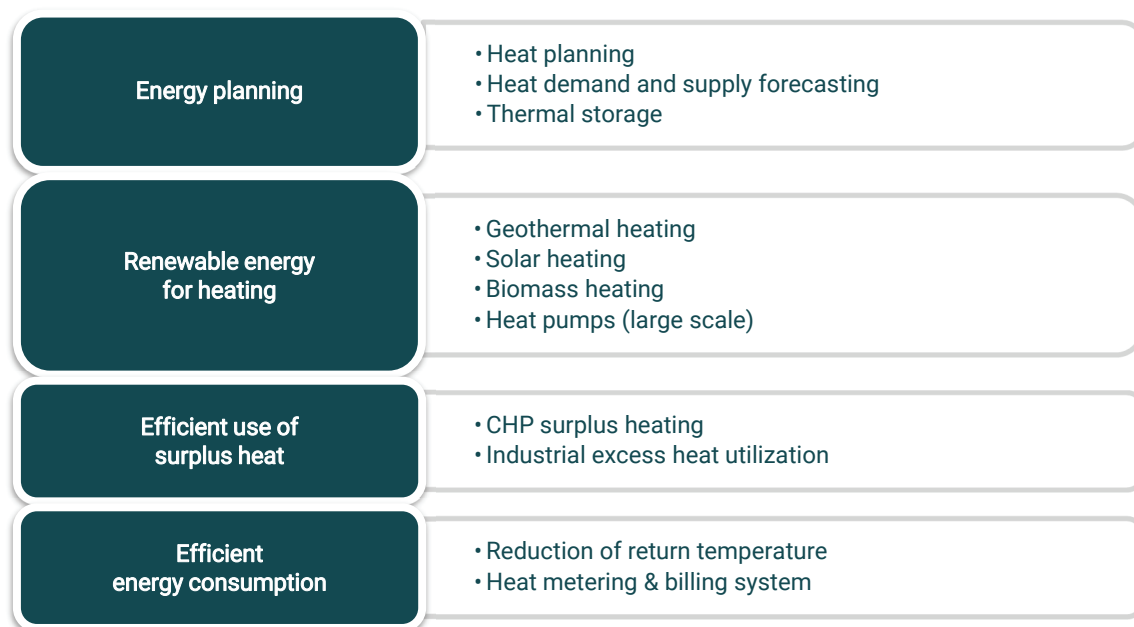 Energy planning
• Heat planning
• Heat demand and supply forecasting
• Thermal storage
Renewable energy
for heating
• Geothermal heating
• Solar heating
• Biomass heating
• Heat pumps (large scale)
Efficient use of
surplus heat
• CHP surplus heating
• Industrial excess heat utilization
Efficient
energy consumption
• Reduction of return temperature
• Heat metering & billing system